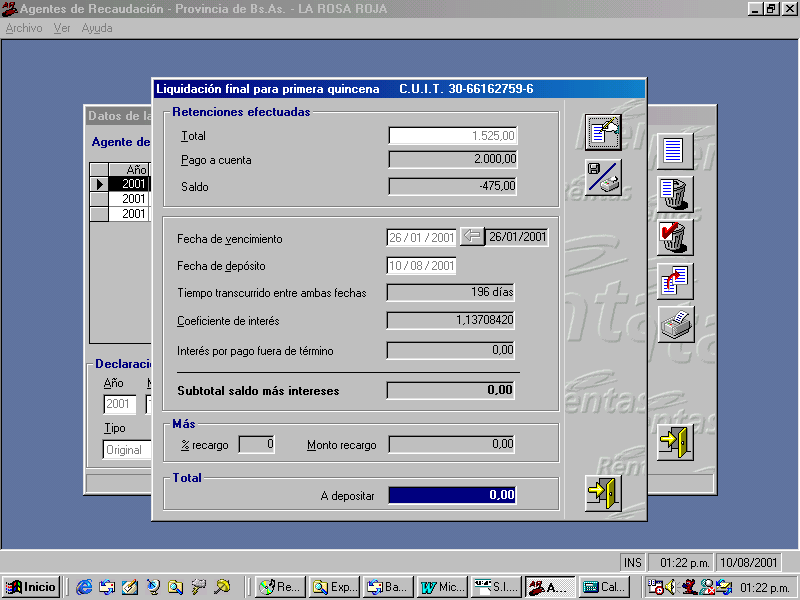 Agentes de Recaudación - Provincia de Bs.As. - LA ROSA ROJA
Archivo Ver Ayuda
Datos de la
Agente de
Año
2001
2001
2001
Declaració
Año
2001
Tipo
Original
Liquidación final para primera quincena C.U.I.T. 30-66162759-6
Retenciones efectuadas
Total 1.525,00
Pago a cuenta 2.000,00
Saldo -475,00
Fecha de vencimiento 26/01/2001 26/01/2001
Fecha de depósito 10/08/2001
Tiempo transcurrido entre ambas fechas 196 días
Coeficiente de interés 1,13708420
Interés por pago fuera de término 0,00
Subtotal saldo más intereses 0,00
Más
% recargo 0 Monto recargo 0,00
Total
A depositar 0,00
Rentas
Rentas
Rentas
Rentas
INS 01:22 p.m. 10/08/2001
Inicio Re... Exp... Ba... Mic... S.I.... A... Cal... 01:22 p.m.